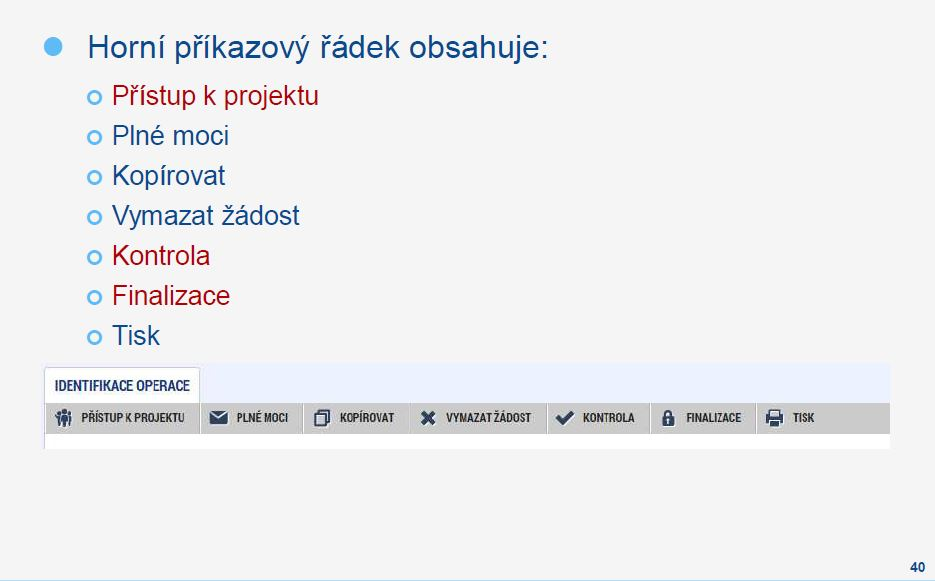 Horní příkazový řádek obsahuje:
Přístup k projektu
Plné moci
Kopírovat
Vymazat žádost
Kontrola
Finalizace
Tisk
IDENTIFIKACE OPERACE
PŘÍSTUP K PROJEKTU PLNÉ MOCI KOPÍROVAT VYMAZAT ŽÁDOST KONTROLA FINALIZACE TISK
40